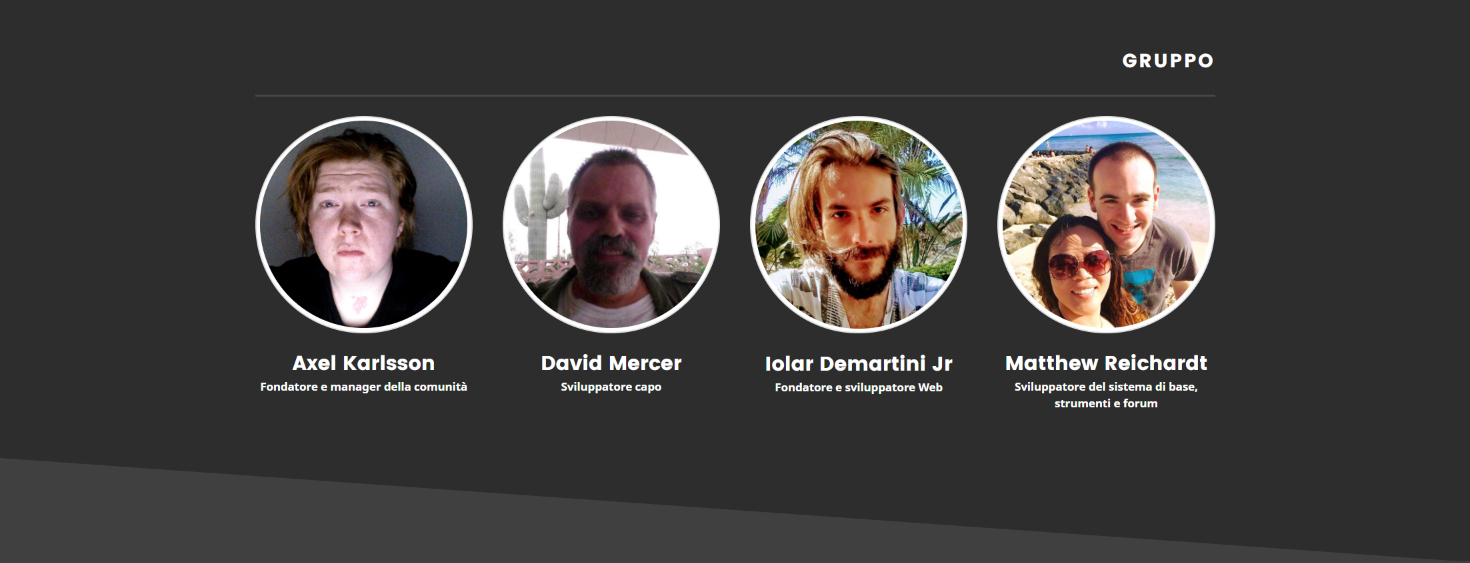 GRUPPO
Axel Karlsson
Fondatore e manager della comunità
David Mercer
Sviluppatore capo
Iolar Demartini Jr
Fondatore e sviluppatore Web
Matthew Reichardt
Sviluppatore del sistema di base,
strumenti e forum